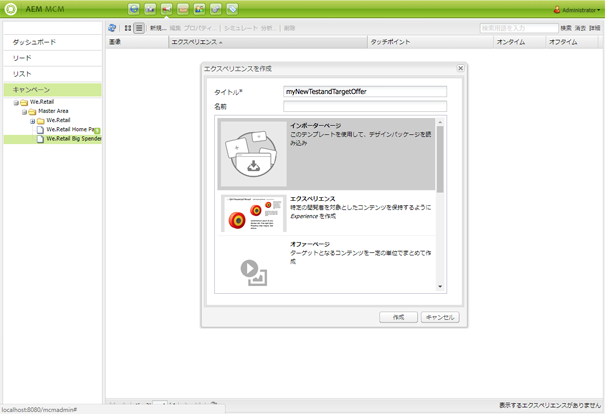 AEM MCM
Administrator
新規... 編集 プロパティ... シミュレート 分析... 削除
検索用語を入力
検索 消去 詳細
画像 エクスペリエンス タッチポイント オンタイム オフタイム
ダッシュボード
リード
リスト
キャンペーン
We.Retail
Master Area
We.Retail
We.Retail Home Pa
We.Retail Big Spender
エクスペリエンスを作成
タイトル* myNewTestandTargetOffer
名前
インポーターページ
このテンプレートを使用して、デザインパッケージを読み込み
エクスペリエンス
特定の閲覧者を対象としたコンテンツを保持するように
Experience を作成
オファーページ
ターゲットとなるコンテンツを一定の単位でまとめて作成
作成 キャンセル
localhost:8080/mcmadmin#
表示するエクスペリエンスがありません